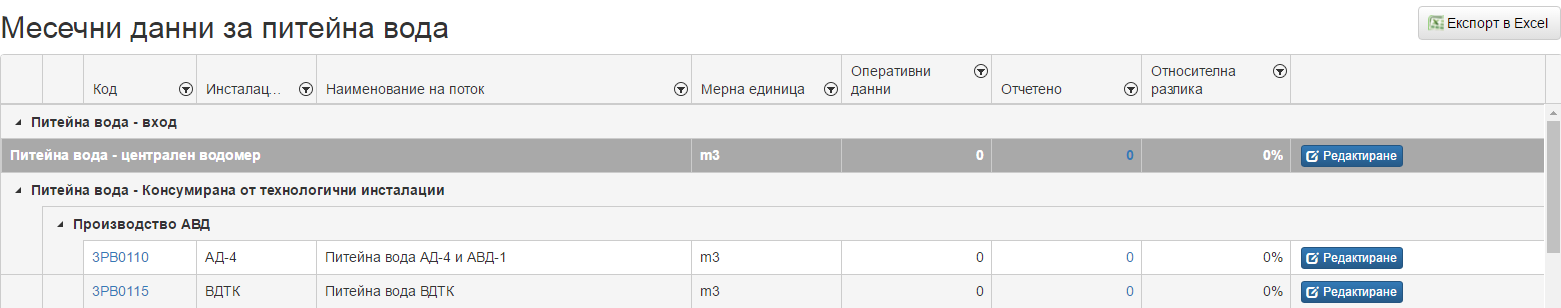 Месечни данни за питейна вода
Експорт в Excel
Код Инсталац... Наименование на поток Мерна единица Оперативни данни Отчетено Относителна разлика
Питейна вода - вход
Питейна вода - централен водомер m3 0 0 0% Редактиране
Питейна вода - Консумирана от технологични инсталации
Производство АВД
3PB0110 АД-4 Питейна вода АД-4 и АВД-1 m3 0 0 0% Редактиране
3PB0115 ВДТК Питейна вода ВДТК m3 0 0 0% Редактиране